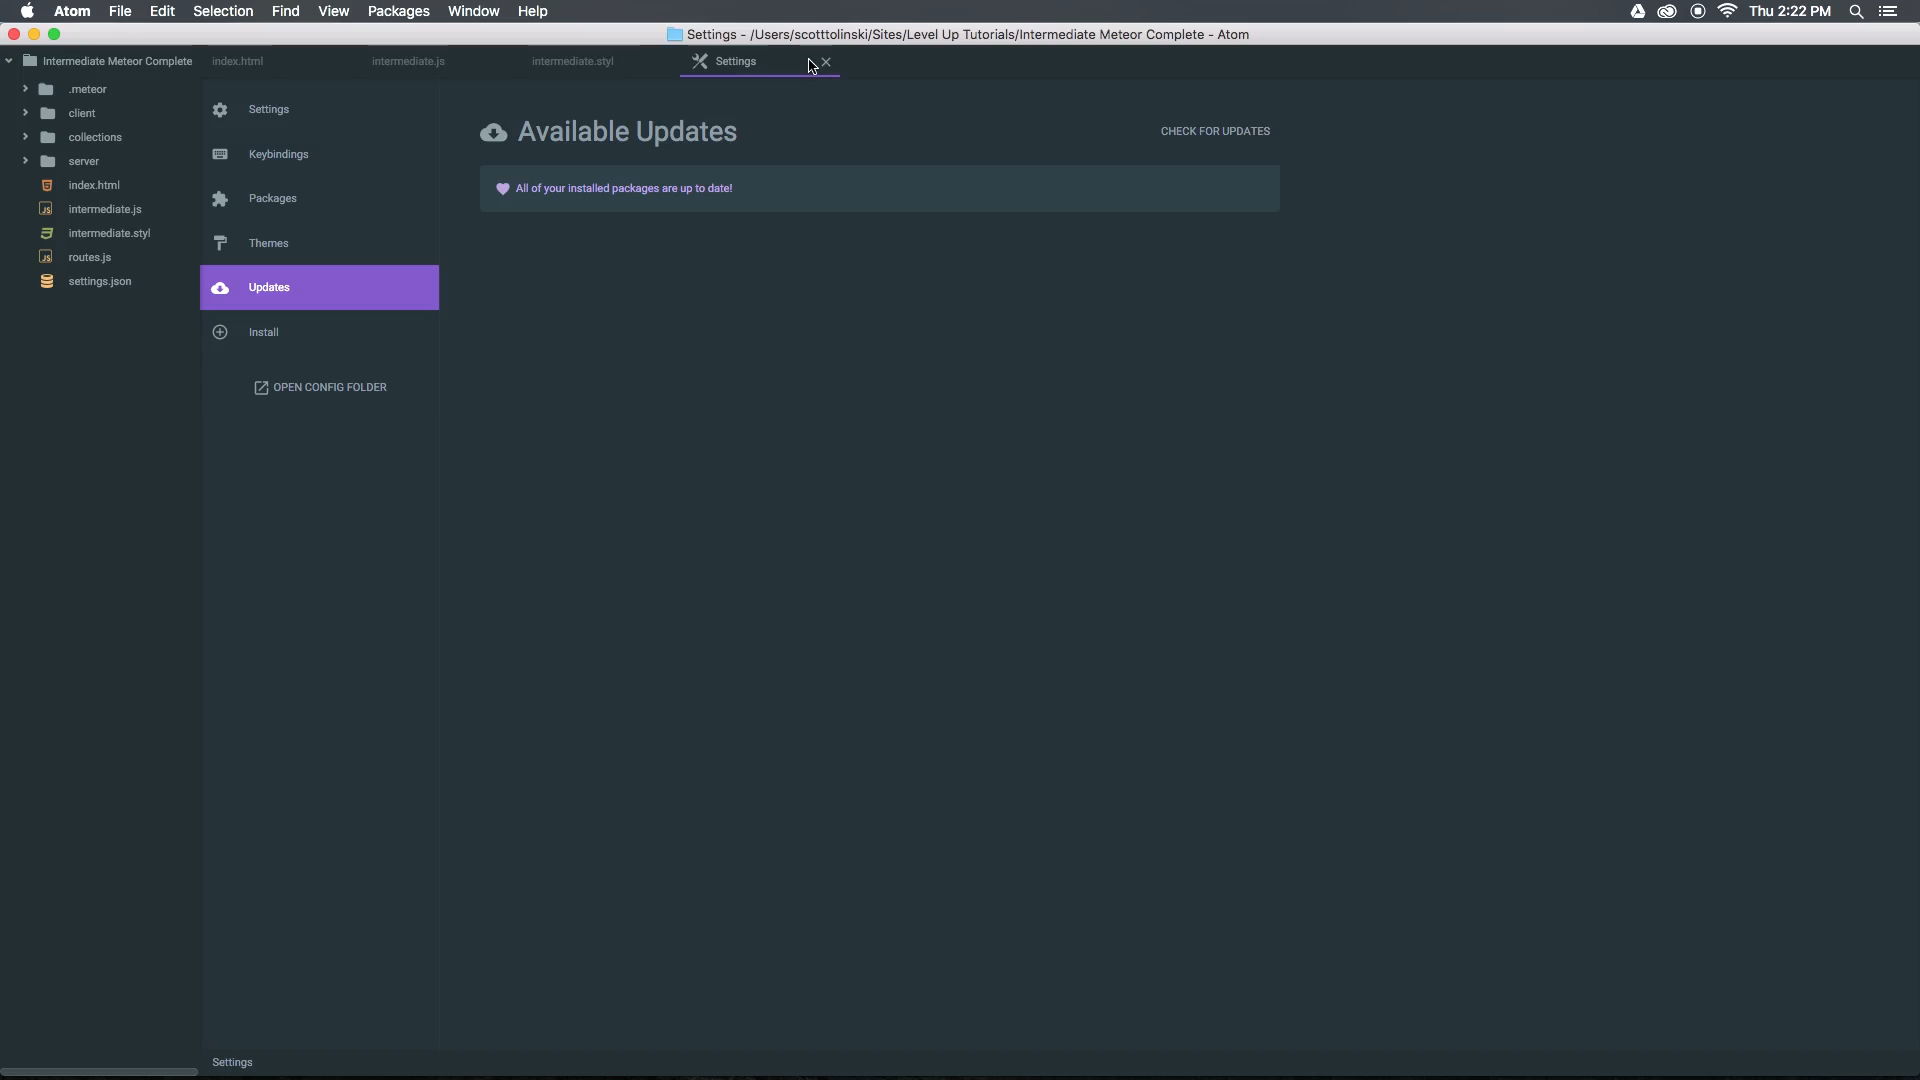 Atom File Edit Selection Find View Packages Window Help Thu 2:22 PM
Settings - /Users/scotttolinski/Sites/Level Up Tutorials/Intermediate Meteor Complete - Atom
Intermediate Meteor Complete
.meteor
client
collections
server
index.html
intermediate.js
intermediate.styl
routes.js
settings.json
index.html intermediate.js intermediate.styl Settings
Settings
Keybindings
Packages
Themes
Updates
Install
OPEN CONFIG FOLDER
Available Updates
CHECK FOR UPDATES
All of your installed packages are up to date!
Settings